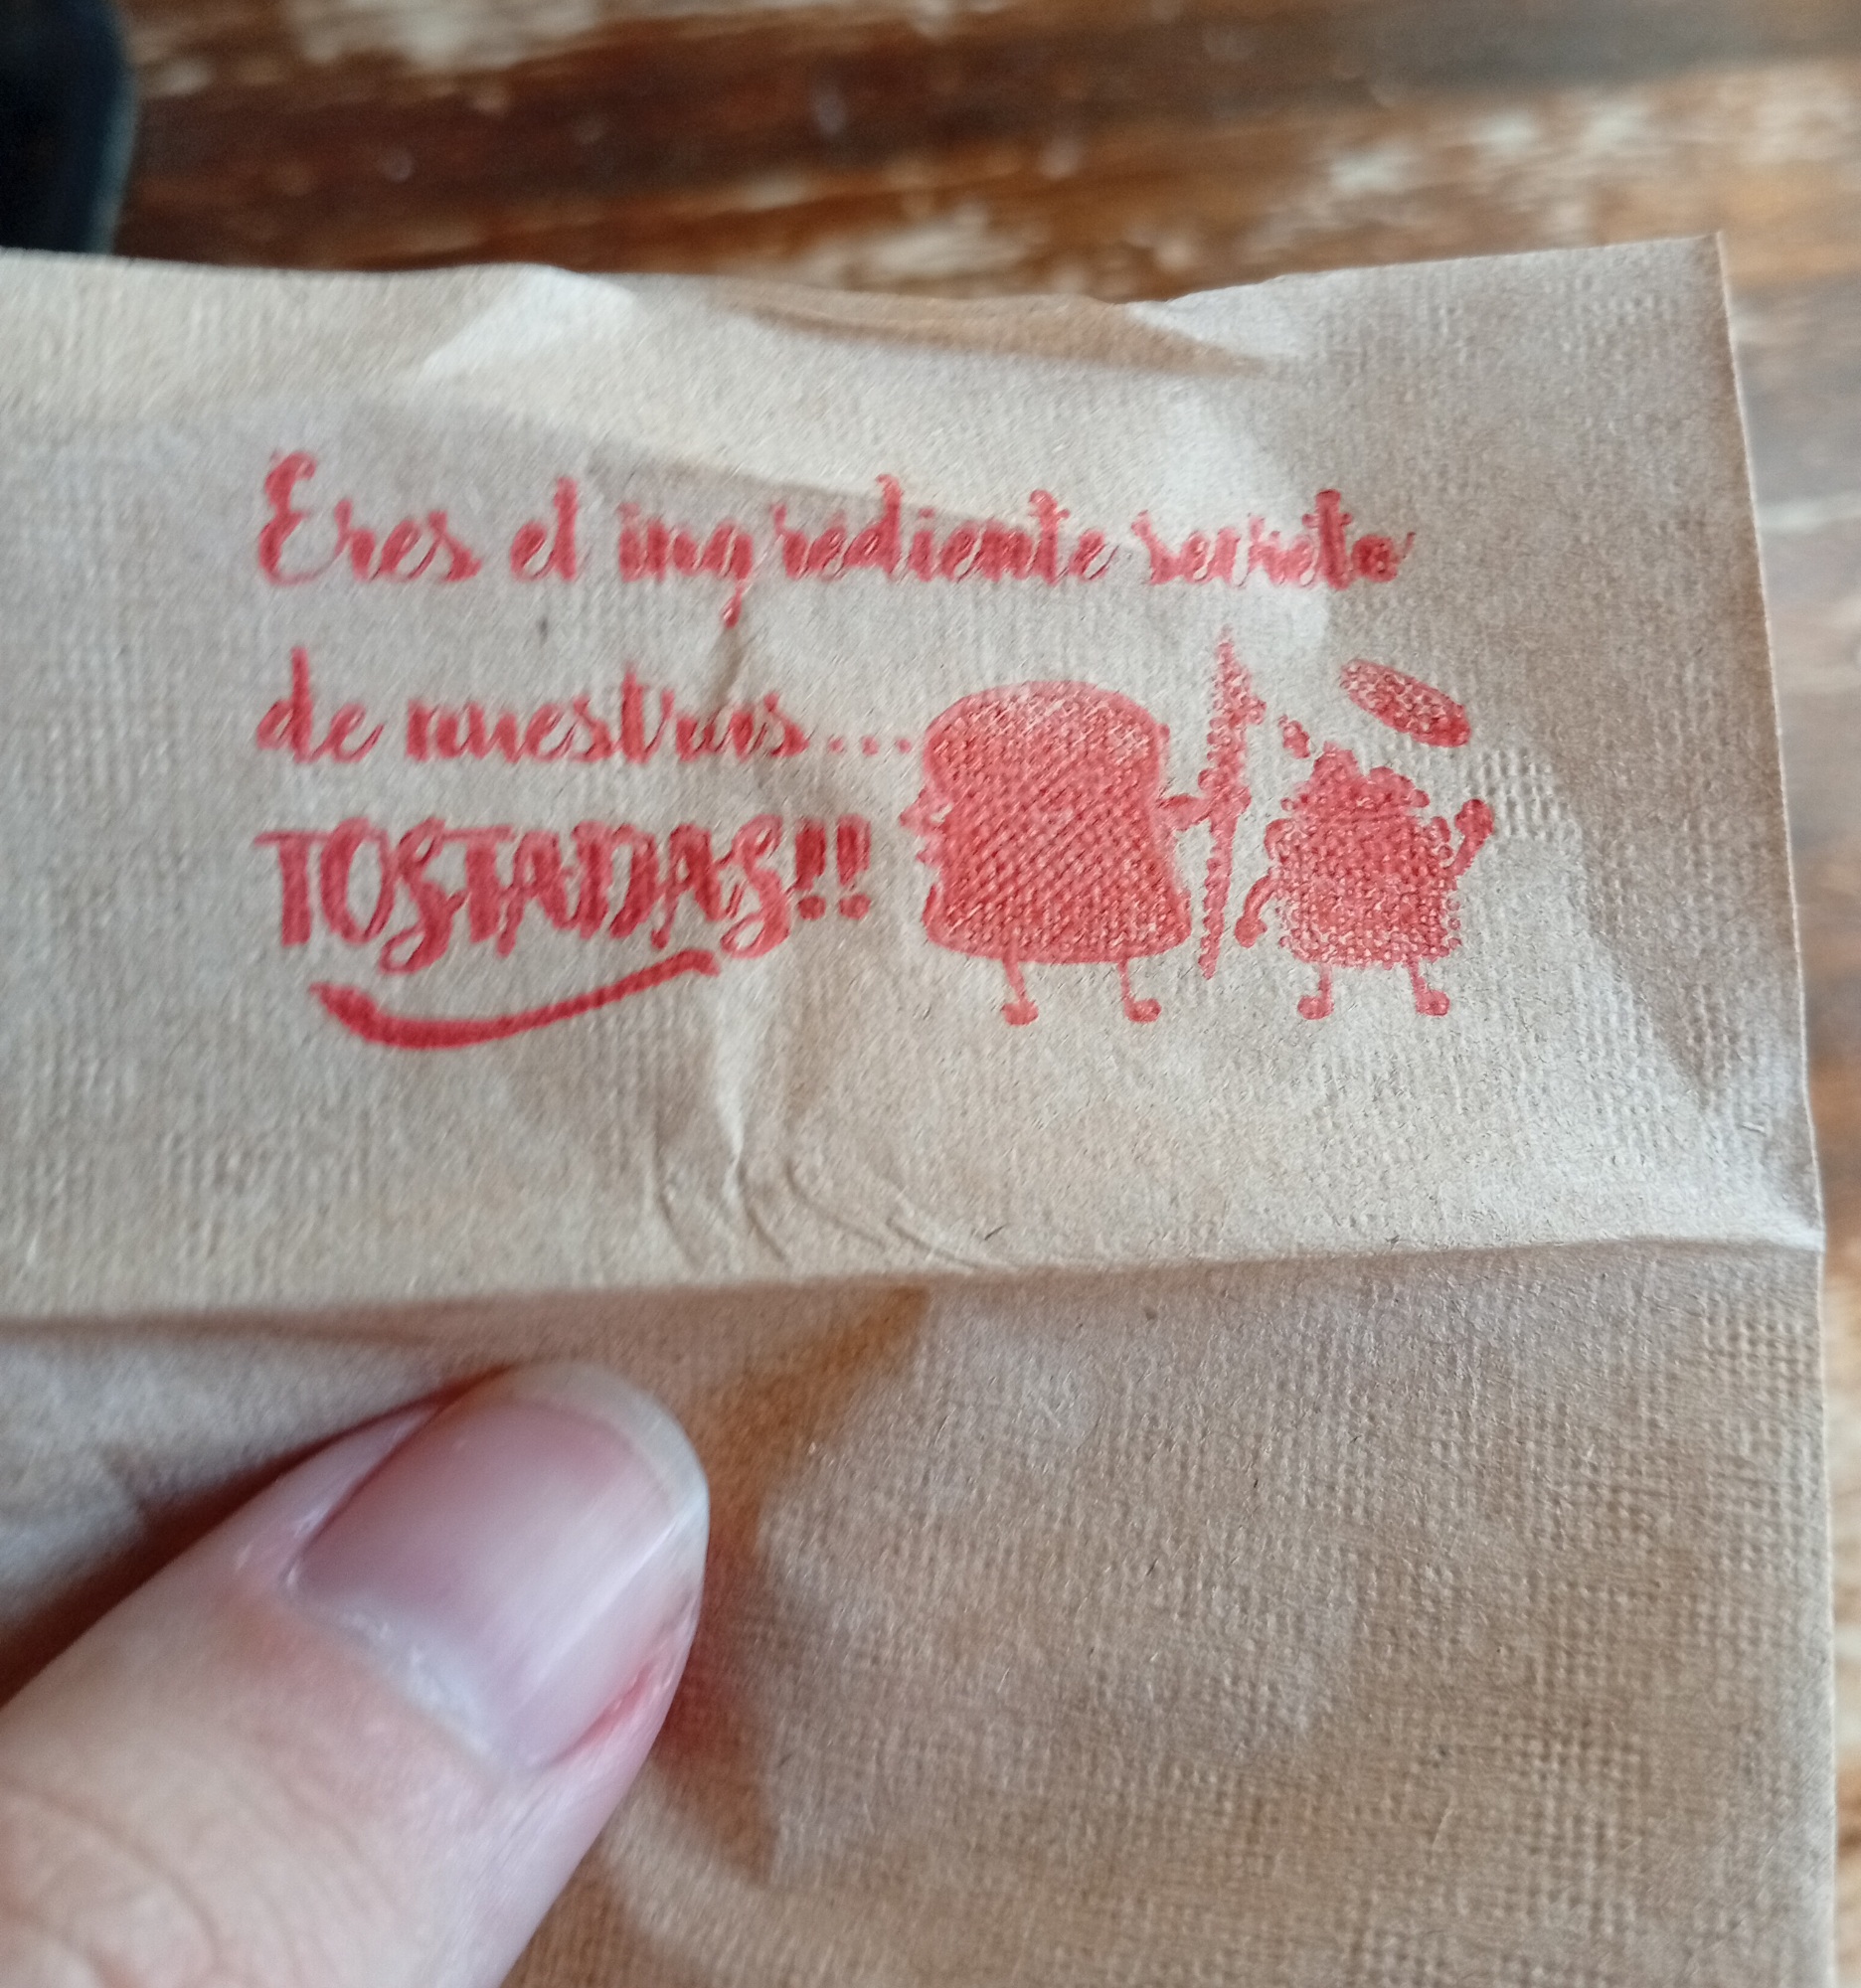 Eres el ingrediente secreto
de nuestras...
TOSTADAS!!